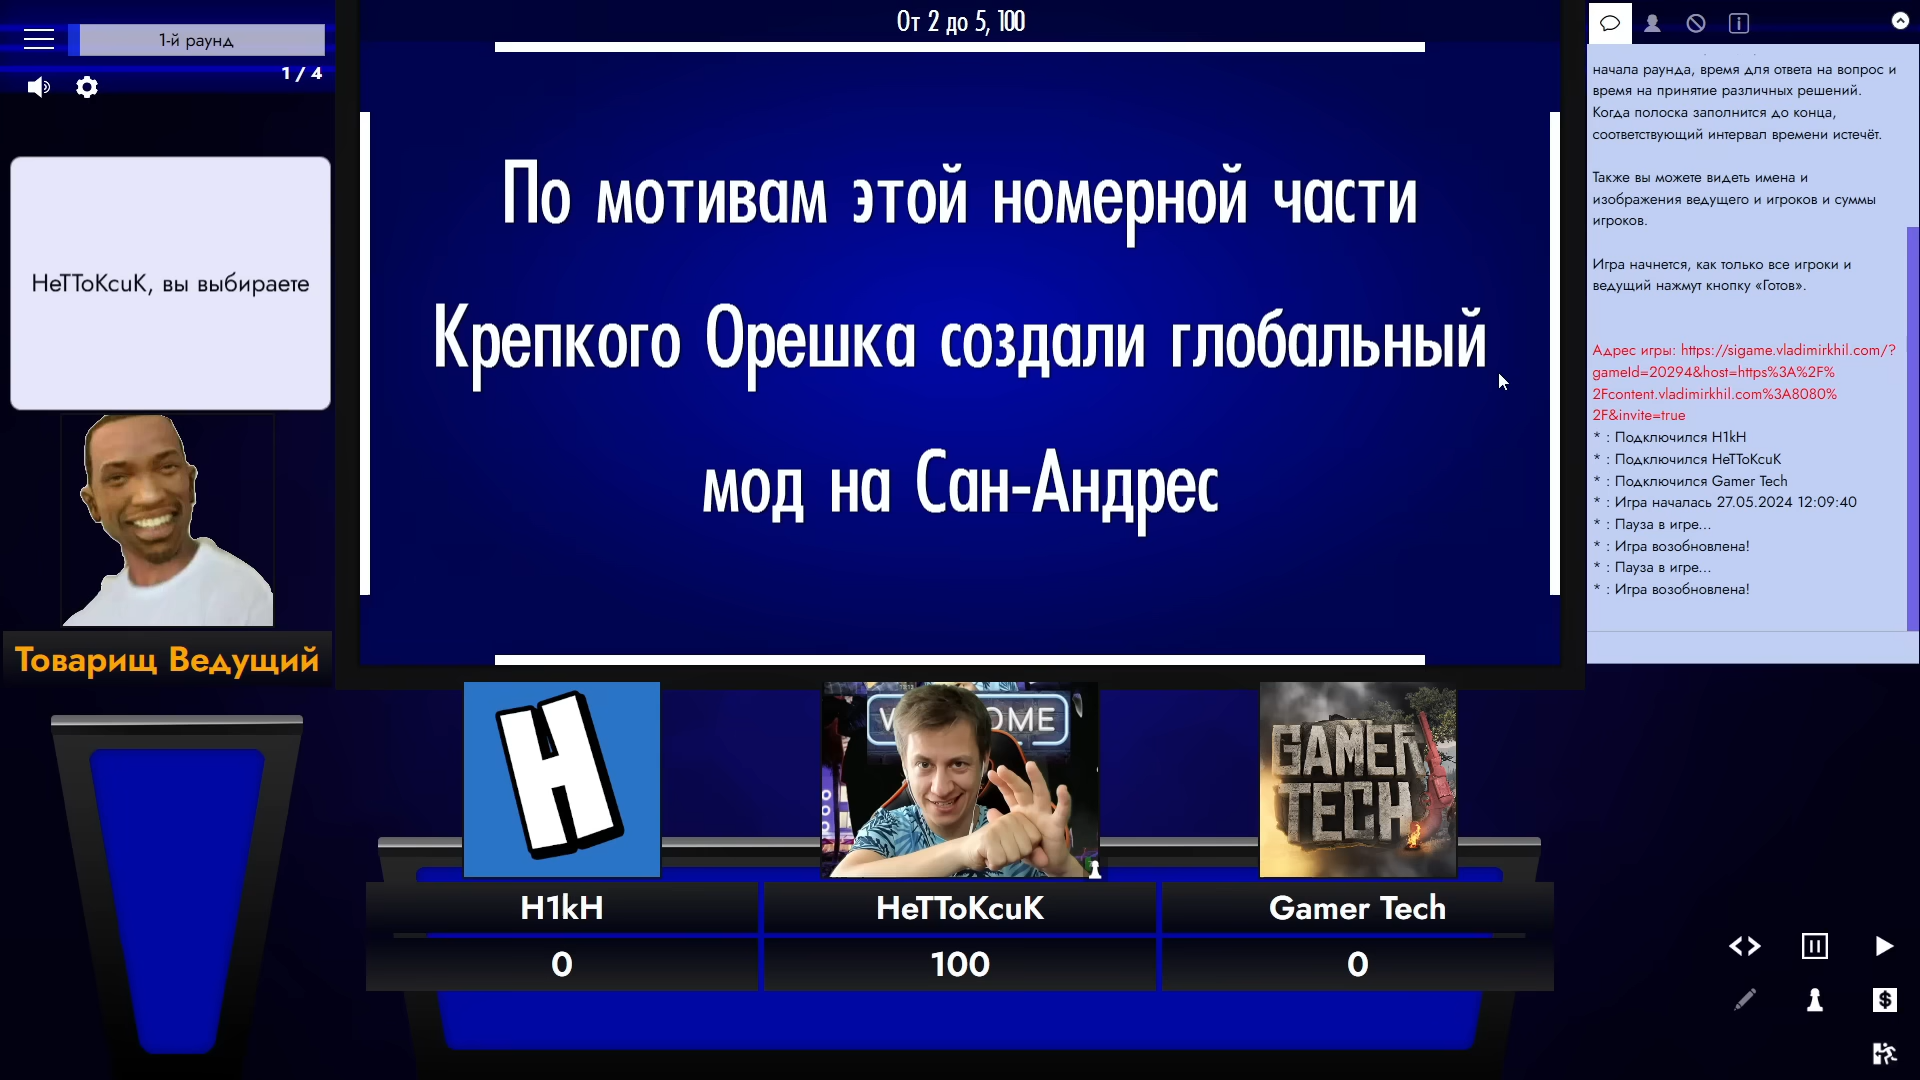 1-й раунд
1 / 4
НеТТоКсuК, вы выбираете
Товарищ Ведущий
От 2 до 5, 100
По мотивам этой номерной части
Крепкого Орешка создали глобальный
мод на Сан-Андрес
начала раунда, время для ответа на вопрос и
время на принятие различных решений.
Когда полоска заполнится до конца,
соответствующий интервал времени истечёт.
Также вы можете видеть имена и
изображения ведущего и игроков и суммы
игроков.
Игра начнется, как только все игроки и
ведущий нажмут кнопку «Готов».
Адрес игры: https://sigame.vladimirkhil.com/?
gameId=20294&host=https%3A%2F%
2Fcontent.vladimirkhil.com%3A8080%
2F&invite=true
* : Подключился H1kH
* : Подключился НеТТоКсuК
* : Подключился Gamer Tech
* : Игра началась 27.05.2024 12:09:40
* : Пауза в игре...
* : Игра возобновлена!
* : Пауза в игре...
* : Игра возобновлена!
H
GAMER
TECH
H1kH
НеТТоКсuК
Gamer Tech
0
100
0